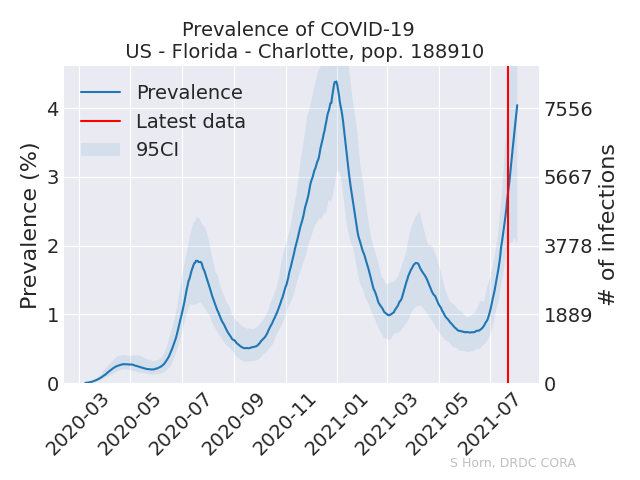 Prevalence of COVID-19
US - Florida - Charlotte, pop. 188910
Prevalence
Latest data
95CI
Prevalence (%)
4
3
2
1
0
7556
5667
3778
1889
0
# of infections
2020-03
2020-05
2020-07
2020-09
2020-11
2021-01
2021-03
2021-05
2021-07
S Horn, DRDC CORA